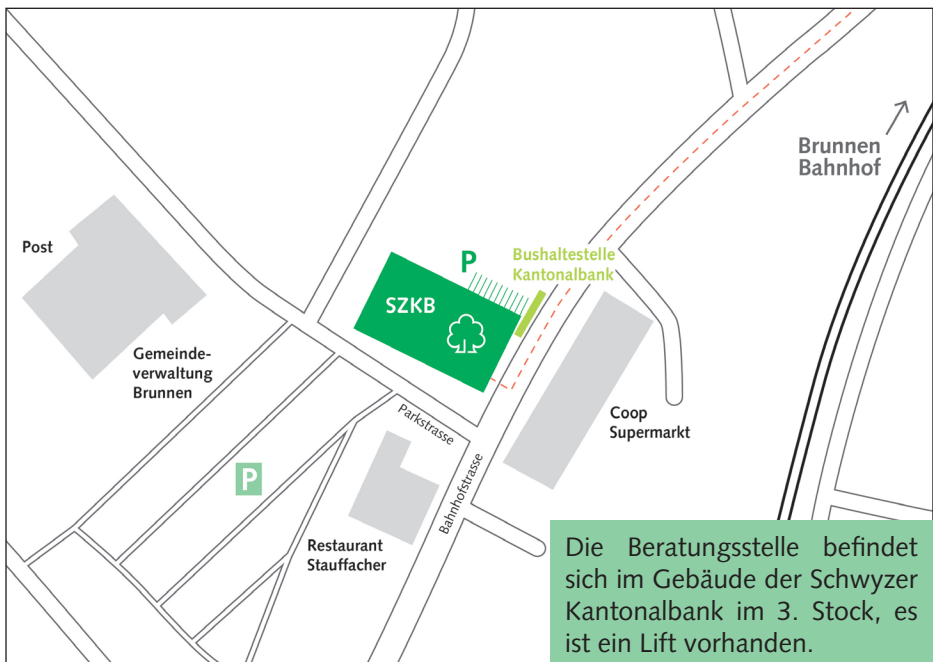 Brunnen
Bahnhof
Post
Bushaltestelle
Kantonalbank
P
SZKB
Gemeinde-
verwaltung
Brunnen
Parkstrasse
Coop
Supermarkt
P
Bahnhofstrasse
Restaurant
Stauffacher
Die Beratungsstelle befindet
sich im Gebäude der Schwyzer
Kantonalbank im 3. Stock, es
ist ein Lift vorhanden.